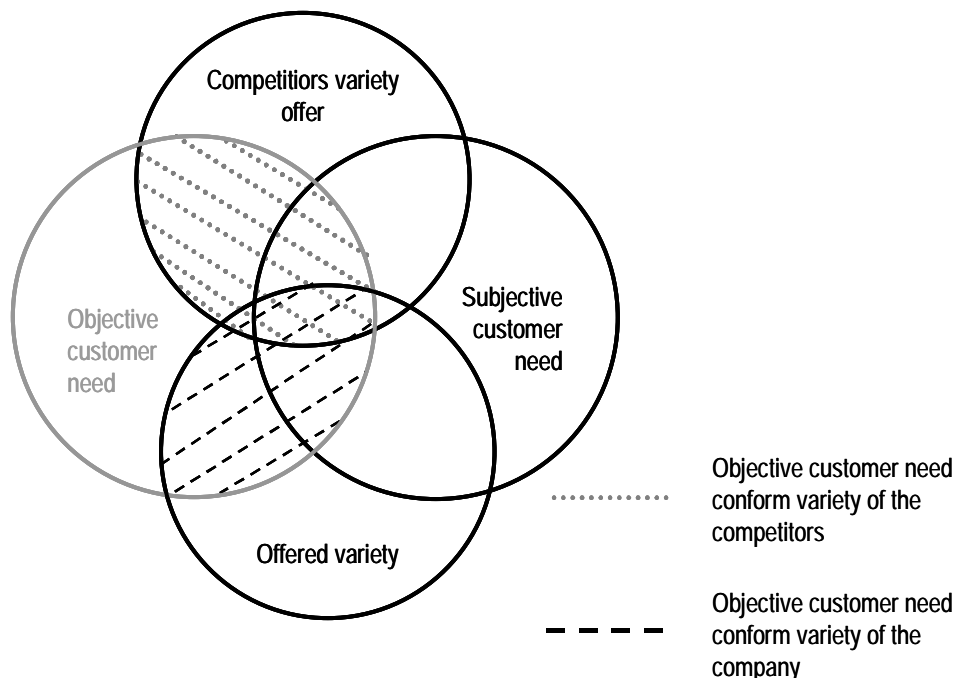 Competitiors variety
offer
Objective
customer
need
Subjective
customer
need
Offered variety
Objective customer need
conform variety of the
competitors
Objective customer need
conform variety of the
company